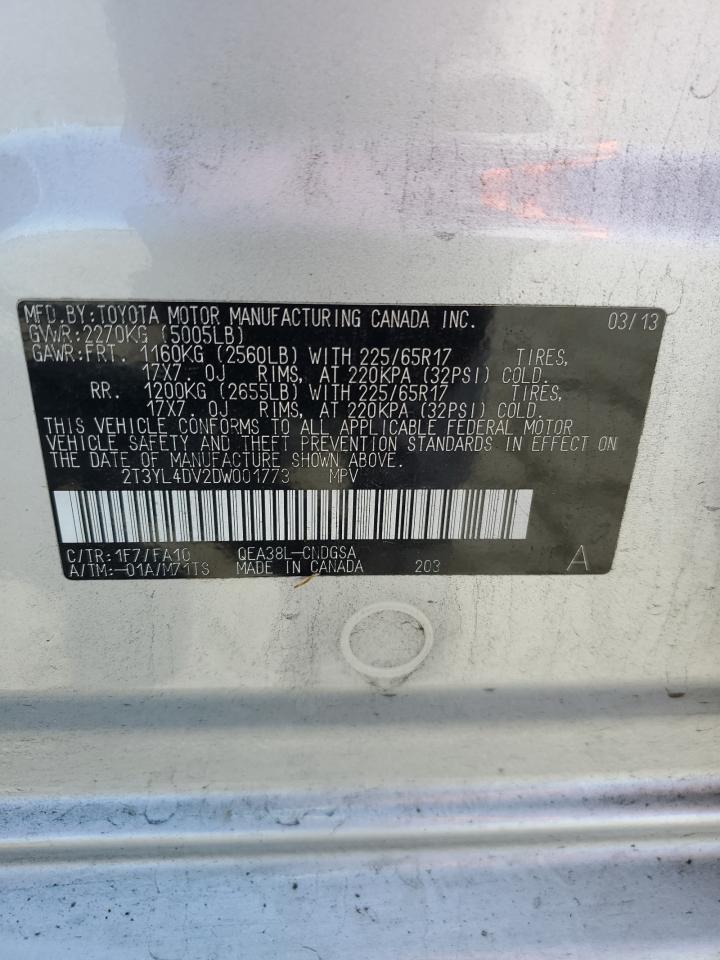 MFD.BY:TOYOTA MOTOR MANUFACTURING CANADA INC. 03/13
GVWR:2270KG (5005LB)
GAWR:FRT. 1160KG (2560LB) WITH 225/65R17 TIRES,
17X7. 0J RIMS, AT 220KPA (32PSI) COLD.
RR. 1200KG (2655LB) WITH 225/65R17 TIRES,
17X7. 0J RIMS, AT 220KPA (32PSI) COLD.
THIS VEHICLE CONFORMS TO ALL APPLICABLE FEDERAL MOTOR
VEHICLE SAFETY AND THEFT PREVENTION STANDARDS IN EFFECT ON
THE DATE OF MANUFACTURE SHOWN ABOVE.
2T3YL4DV2DW001773 MPV
C/TR:1F7/FA10 QEA38L-CNDGSA
A/TM:-01A/M71TS MADE IN CANADA 203 A